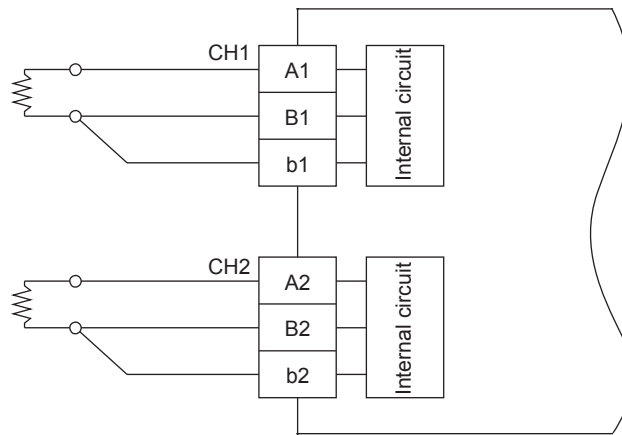 CH1
A1
B1
b1
Internal circuit
CH2
A2
B2
b2
Internal circuit